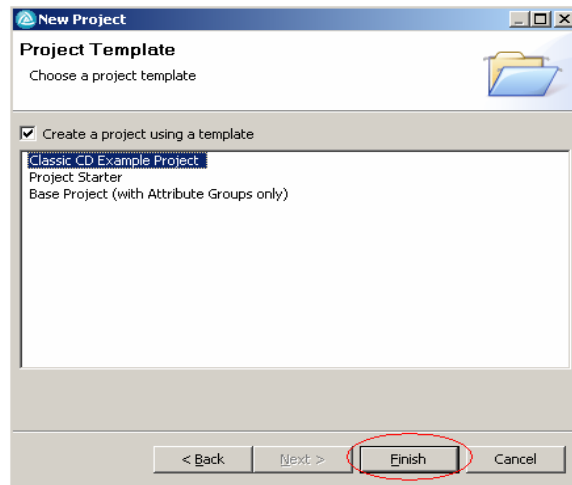 New Project
Project Template
Choose a project template
Create a project using a template
Classic CD Example Project
Project Starter
Base Project (with Attribute Groups only)
< Back Next > Finish Cancel